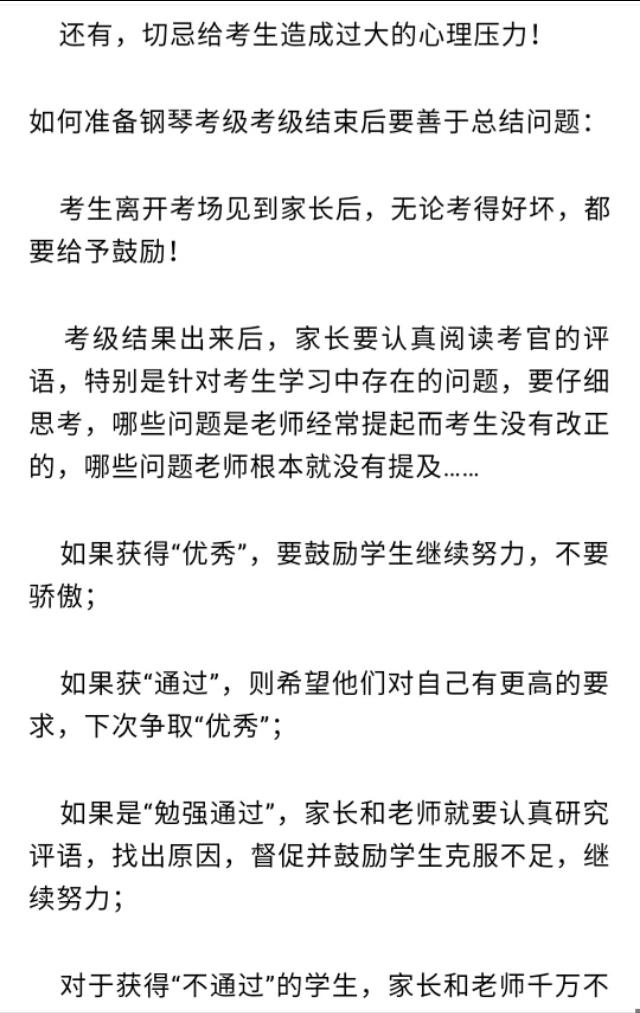 还有，切忌给考生造成过大的心理压力！
如何准备钢琴考级考级结束后要善于总结问题：
考生离开考场见到家长后，无论考得好坏，都
要给予鼓励！
考级结果出来后，家长要认真阅读考官的评
语，特别是针对考生学习中存在的问题，要仔细
思考，哪些问题是老师经常提起而考生没有改正
的，哪些问题老师根本就没有提及……
如果获得“优秀”，要鼓励学生继续努力，不要
骄傲；
如果获“通过”，则希望他们对自己有更高的要
求，下次争取“优秀”；
如果是“勉强通过”，家长和老师就要认真研究
评语，找出原因，督促并鼓励学生克服不足，继
续努力；
对于获得“不通过”的学生，家长和老师千万不